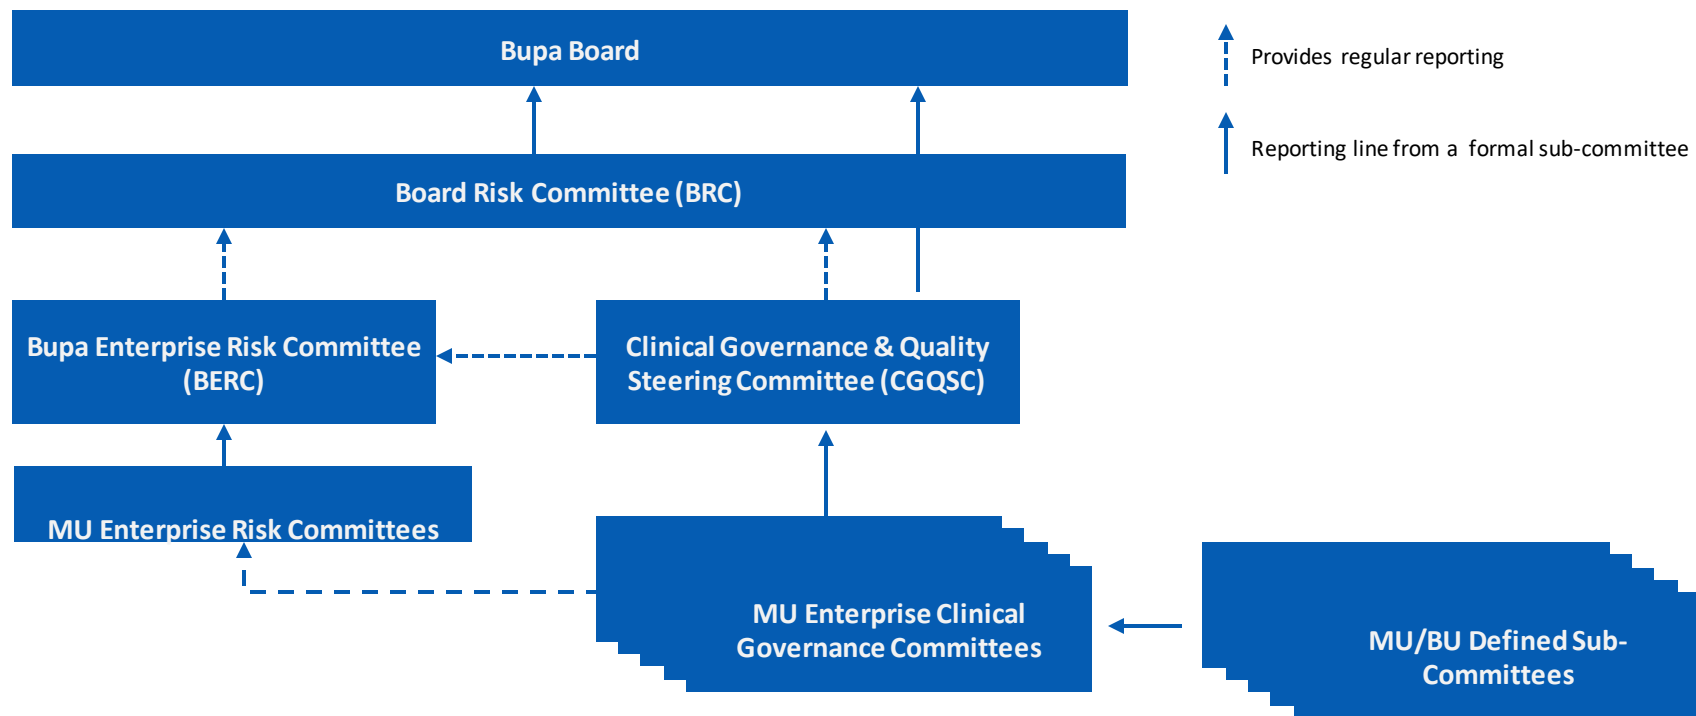 Bupa Board
Provides regular reporting
Reporting line from a formal sub-committee
Board Risk Committee (BRC)
Bupa Enterprise Risk Committee
(BERC)
Clinical Governance & Quality
Steering Committee (CGQSC)
MU Enterprise Risk Committees
MU Enterprise Clinical
Governance Committees
MU/BU Defined Sub-
Committees